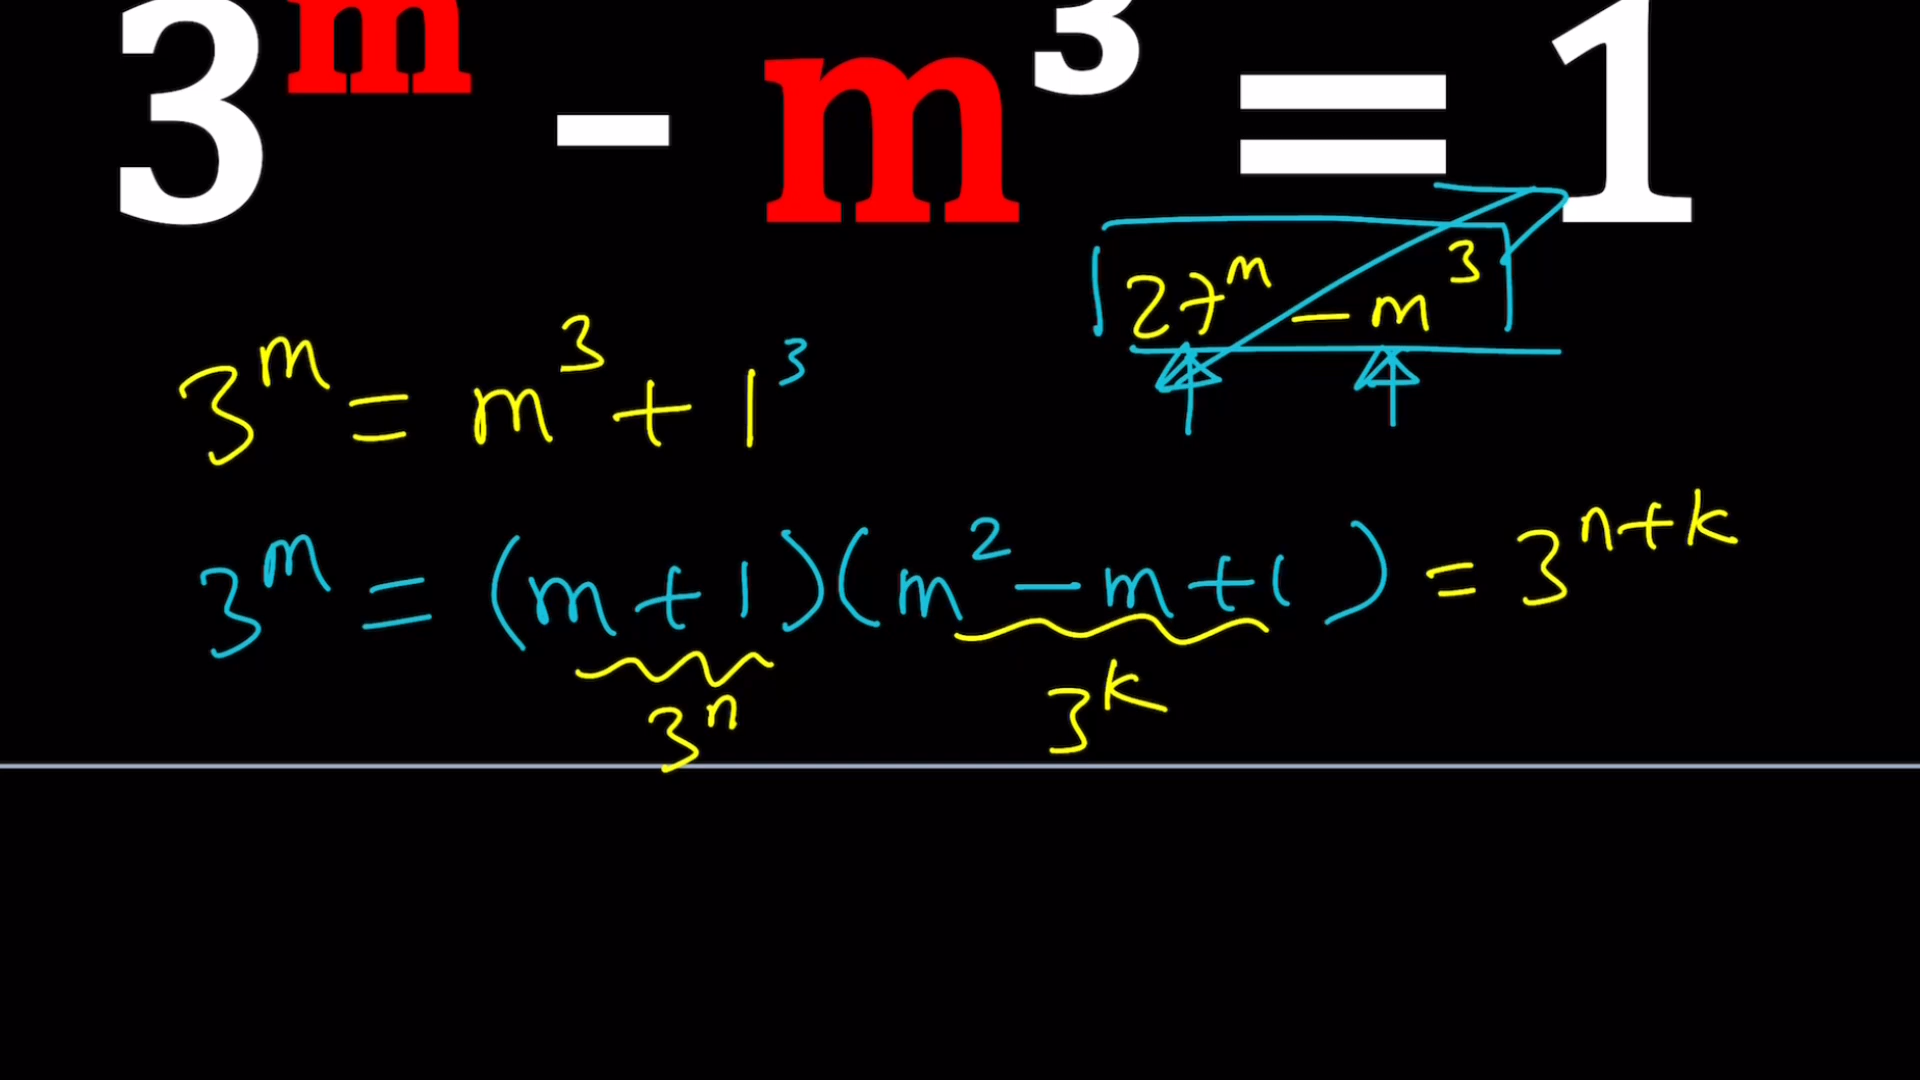 3^m - m^3 = 1
27^m - m^3
3^m = m^3 + 1^3
3^m = (m+1)(m^2-m+1) = 3^{n+k}
3^n 3^k